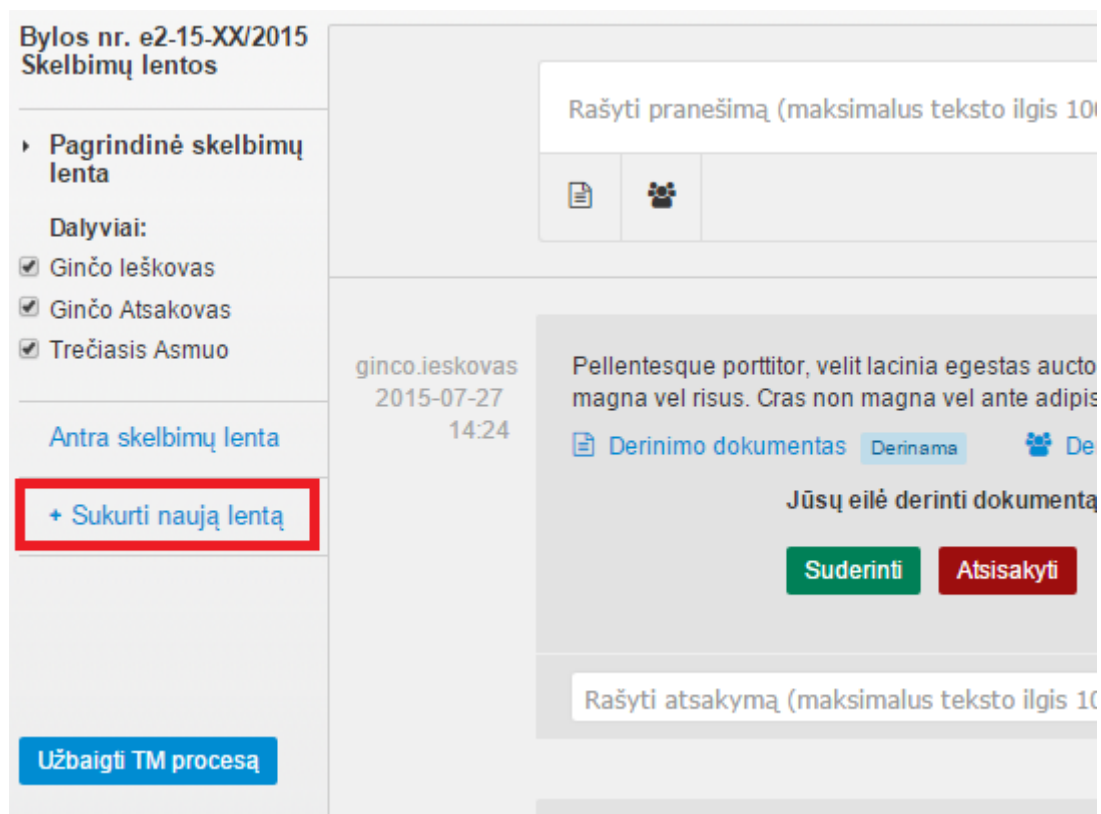 Bylos nr. e2-15-XX/2015
Skelbimų lentos
Pagrindinė skelbimų
lenta
Dalyviai:
Ginčo Ieškovas
Ginčo Atsakovas
Trečiasis Asmuo
Antra skelbimų lenta
+ Sukurti naują lentą
Užbaigti TM procesą
Rašyti pranešimą (maksimalus teksto ilgis
ginco.ieskovas
2015-07-27
14:24
Pellentesque porttitor, velit lacinia egestas
magna vel risus. Cras non magna vel ante
Derinimo dokumentas Derinama
Jūsų eilė derinti dokumentą
Suderinti Atsisakyti
Rašyti atsakymą (maksimalus teksto ilgis